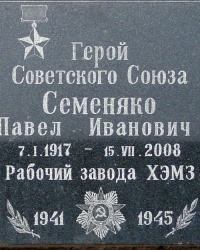 Герой
Советского Союза
Семеняко
Павел Иванович
7.I.1917 – 15.VII.2008
Рабочий завода ХЭМЗ
1941 1945